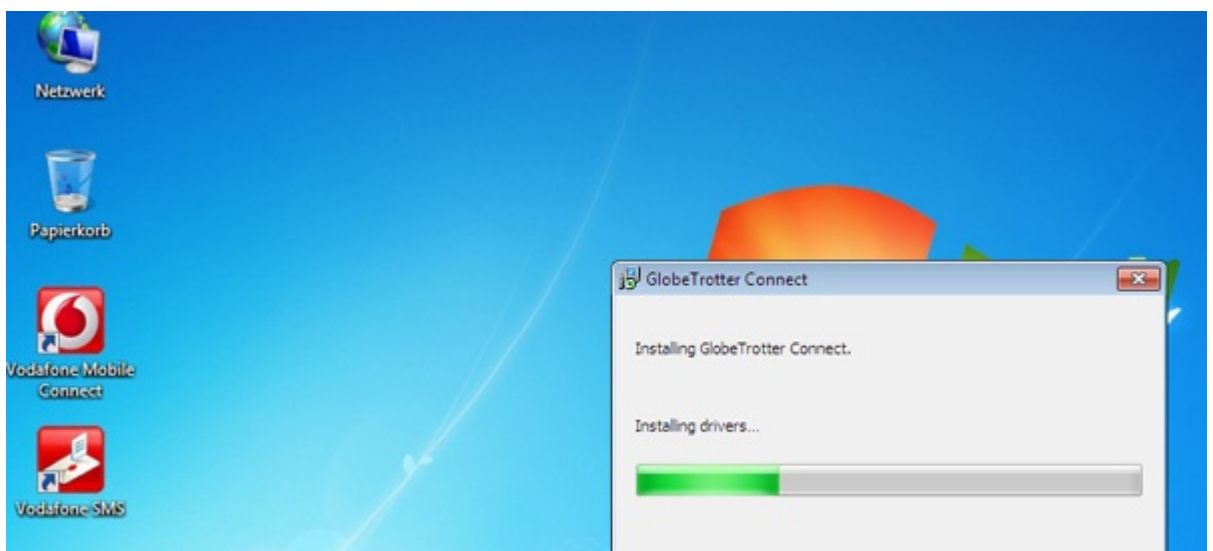 Netzwerk
Papierkorb
Vodafone Mobile
Connect
Vodafone SMS
GlobeTrotter Connect
Installing GlobeTrotter Connect.
Installing drivers...